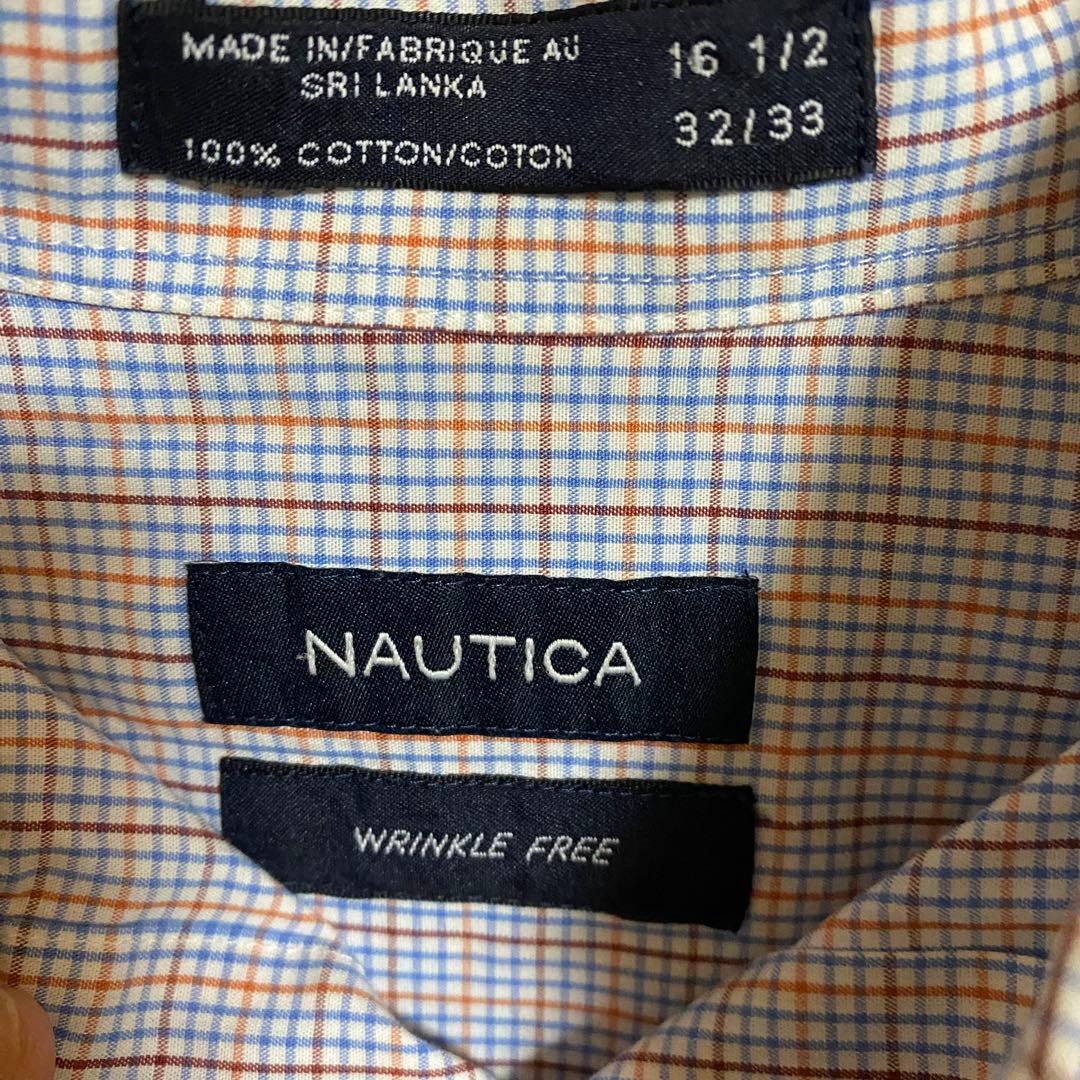 MADE IN/FABRIQUE AU
SRI LANKA
100% COTTON/COTON
16 1/2
32/33
NAUTICA
WRINKLE FREE